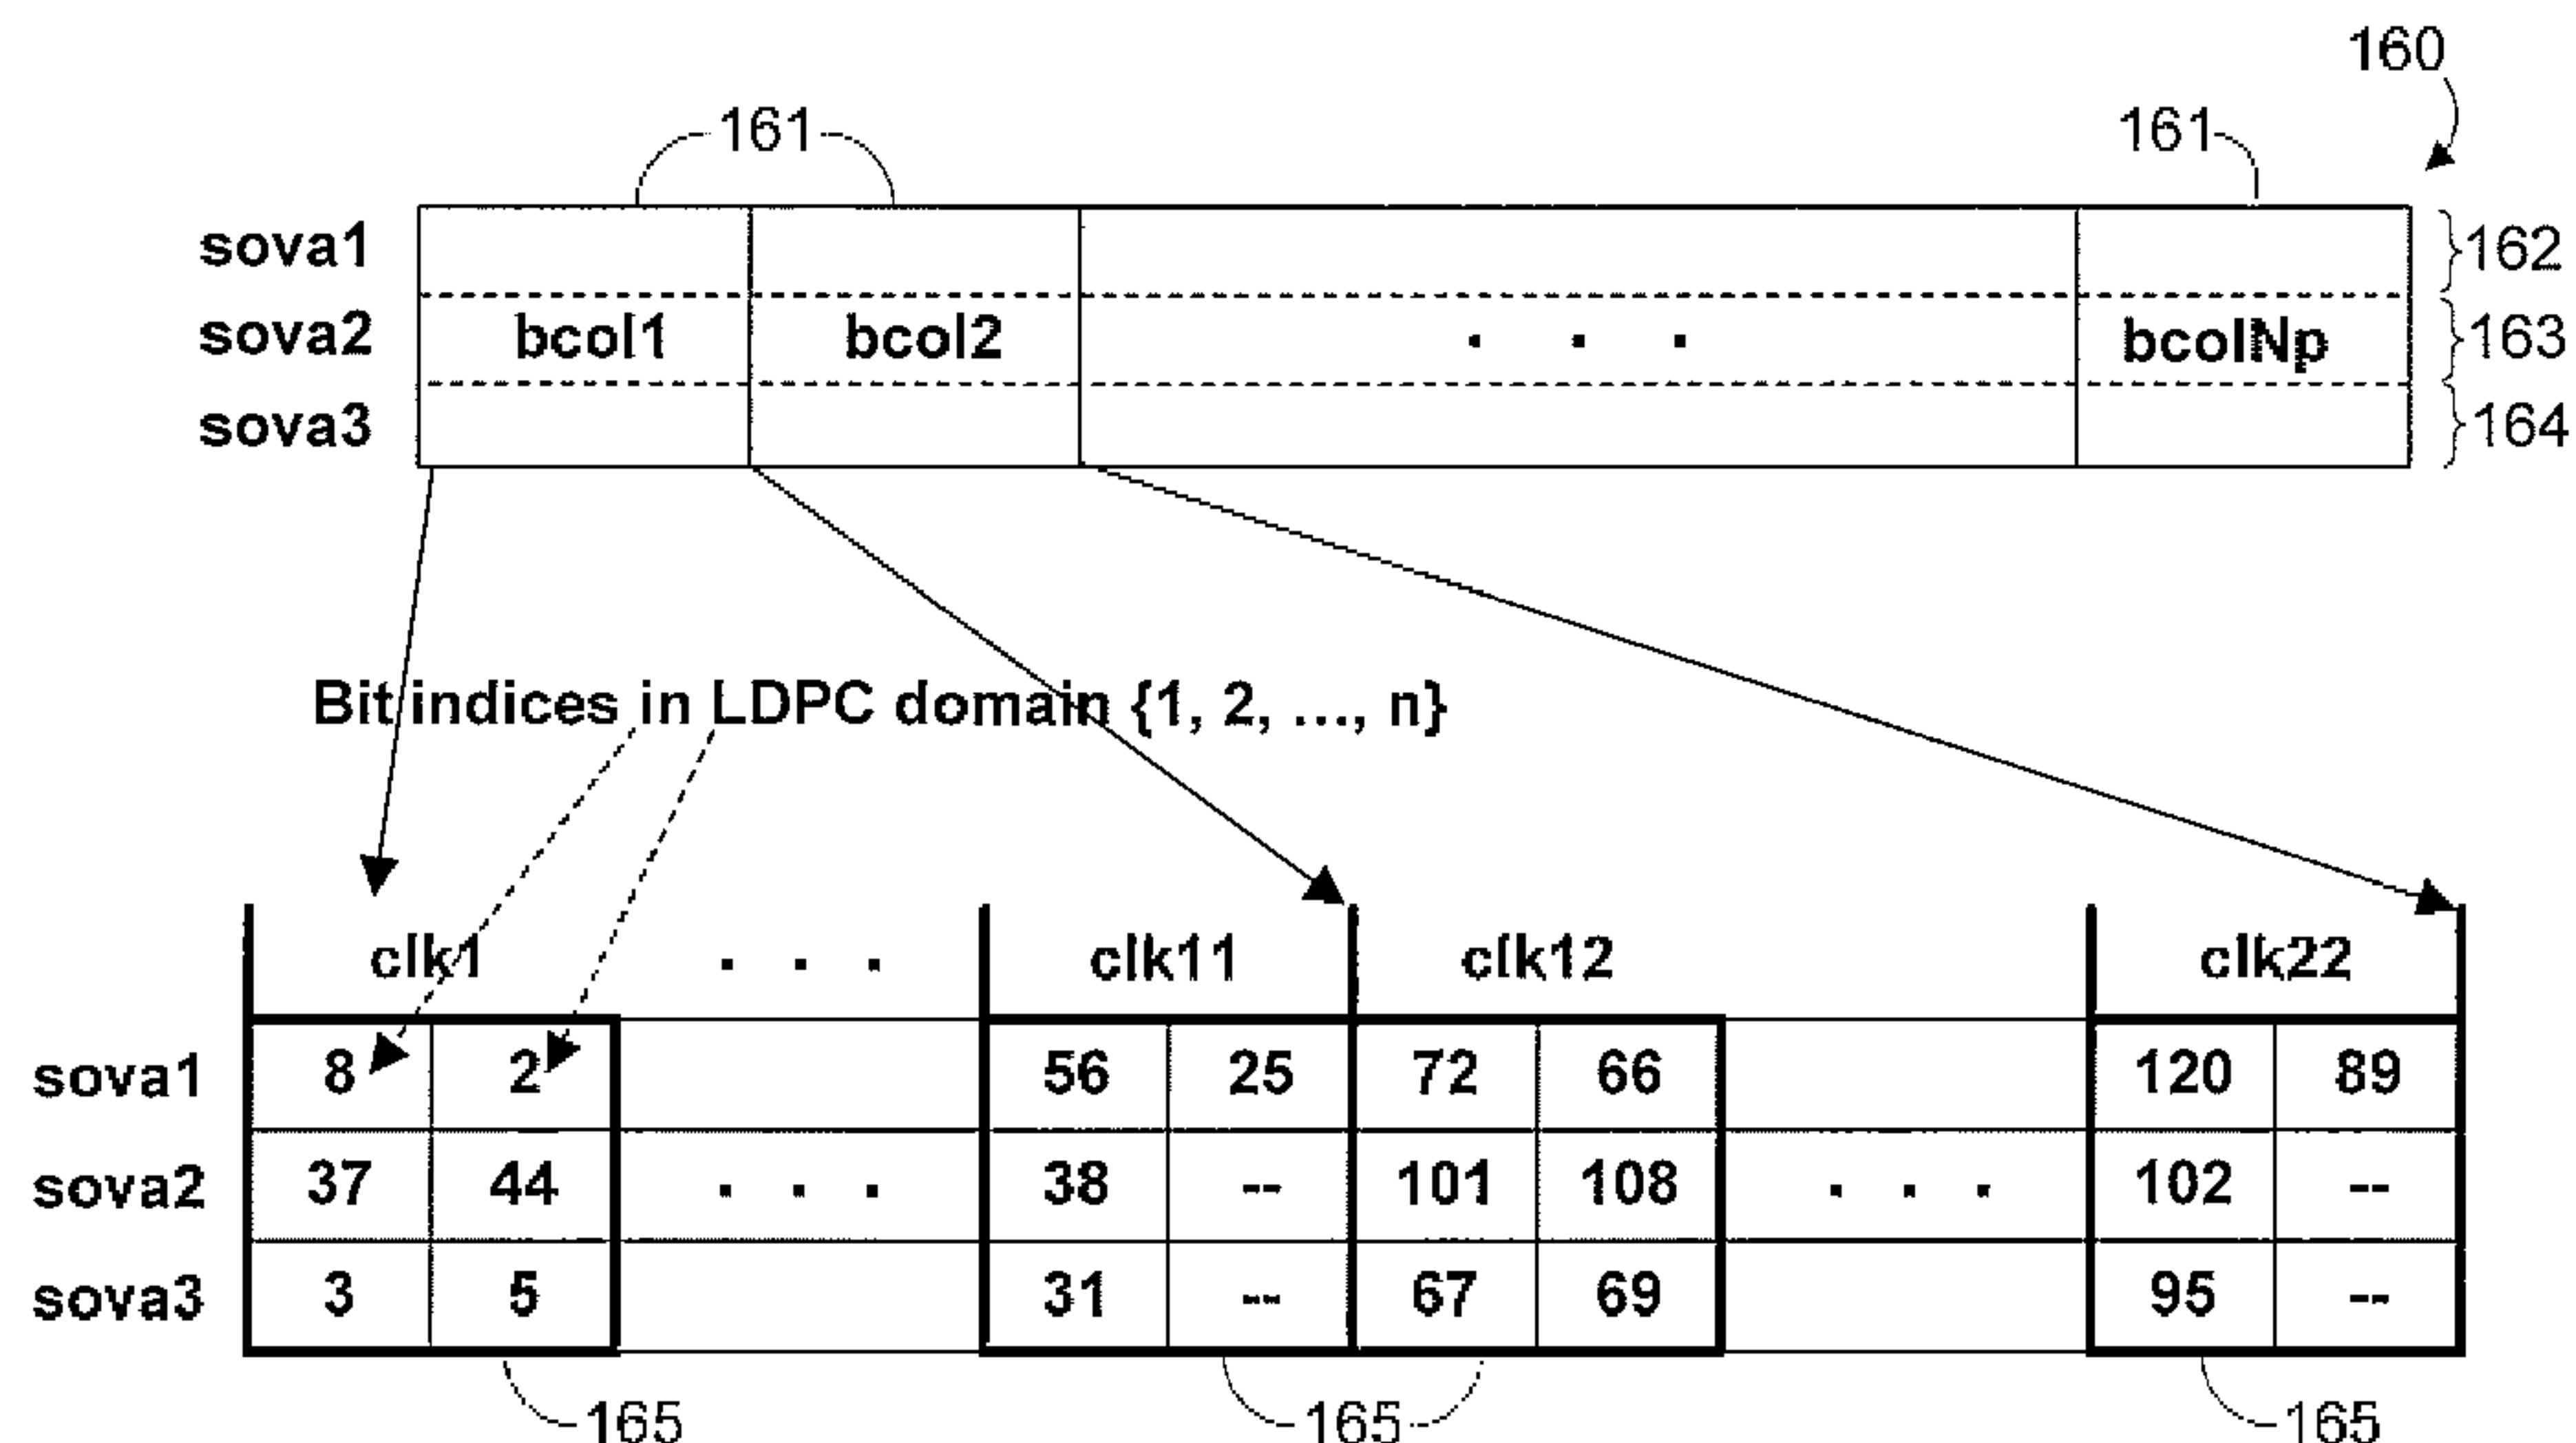 160
161 161
sova1 162
sova2 bcol1 bcol2 . . . bcolNp 163
sova3 164
Bit indices in LDPC domain {1, 2, ..., n}
clk1 . . . clk11 clk12 clk22
sova1 8 2 56 25 72 66 120 89
sova2 37 44 . . . 38 -- 101 108 . . . 102 --
sova3 3 5 31 -- 67 69 95 --
165 165 165